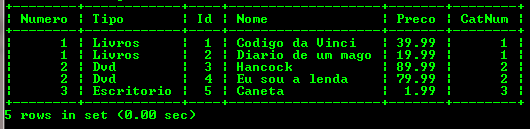 Numero | Tipo | Id | Nome | Preco | CatNum
1 | Livros | 1 | Codigo da Vinci | 39.99 | 1
1 | Livros | 2 | Diario de um mago | 19.99 | 1
2 | Dvd | 3 | Hancock | 89.99 | 2
2 | Dvd | 4 | Eu sou a lenda | 79.99 | 2
3 | Escritorio | 5 | Caneta | 1.99 | 3
5 rows in set (0.00 sec)